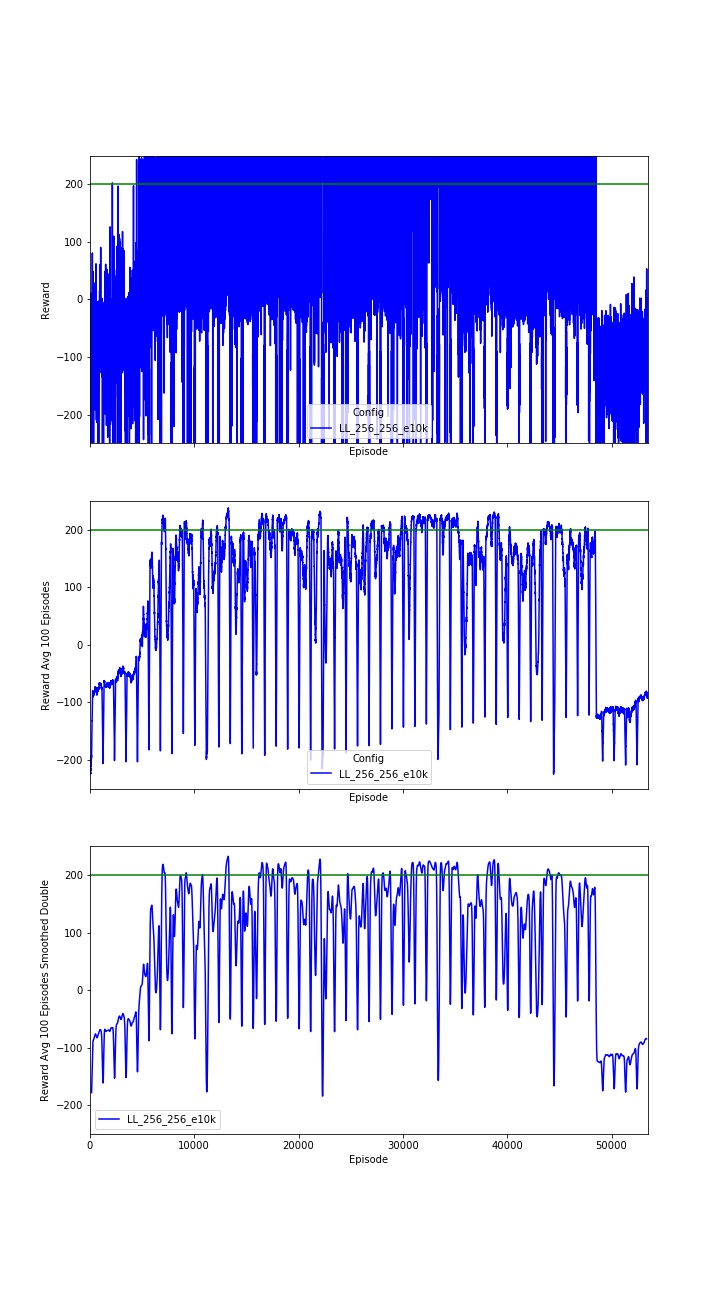 200
100
0
−100
−200
Reward
Config
LL_256_256_e10k
Episode
200
100
0
−100
−200
Reward Avg 100 Episodes
Config
LL_256_256_e10k
Episode
200
100
0
−100
−200
Reward Avg 100 Episodes Smoothed Double
LL_256_256_e10k
0 10000 20000 30000 40000 50000
Episode